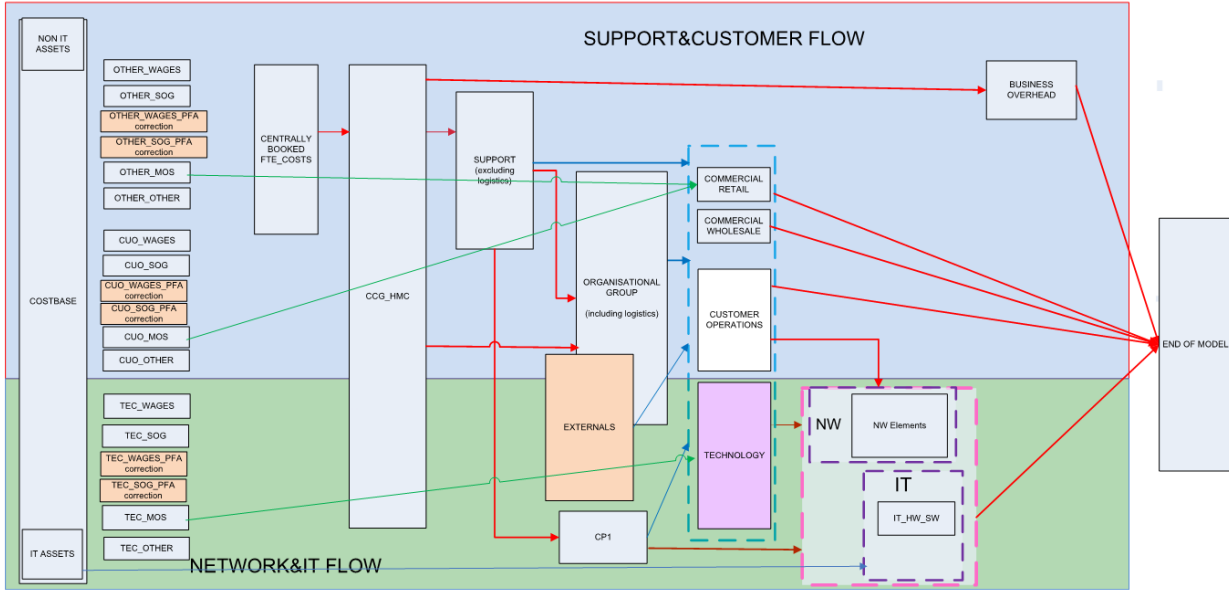 SUPPORT&CUSTOMER FLOW
NON IT
ASSETS
COSTBASE
IT ASSETS
OTHER_WAGES
OTHER_SOG
OTHER_WAGES_PFA
correction
OTHER_SOG_PFA
correction
OTHER_MOS
OTHER_OTHER
CUO_WAGES
CUO_SOG
CUO_WAGES_PFA
correction
CUO_SOG_PFA
correction
CUO_MOS
CUO_OTHER
TEC_WAGES
TEC_SOG
TEC_WAGES_PFA
correction
TEC_SOG_PFA
correction
TEC_MOS
TEC_OTHER
NETWORK&IT FLOW
CENTRALLY
BOOKED
FTE_COSTS
CCG_HMC
SUPPORT
(excluding
logistics)
ORGANISATIONAL
GROUP
(including logistics)
EXTERNALS
CP1
COMMERCIAL
RETAIL
COMMERCIAL
WHOLESALE
CUSTOMER
OPERATIONS
TECHNOLOGY
BUSINESS
OVERHEAD
NW
NW Elements
IT
IT_HW_SW
END OF MODEL